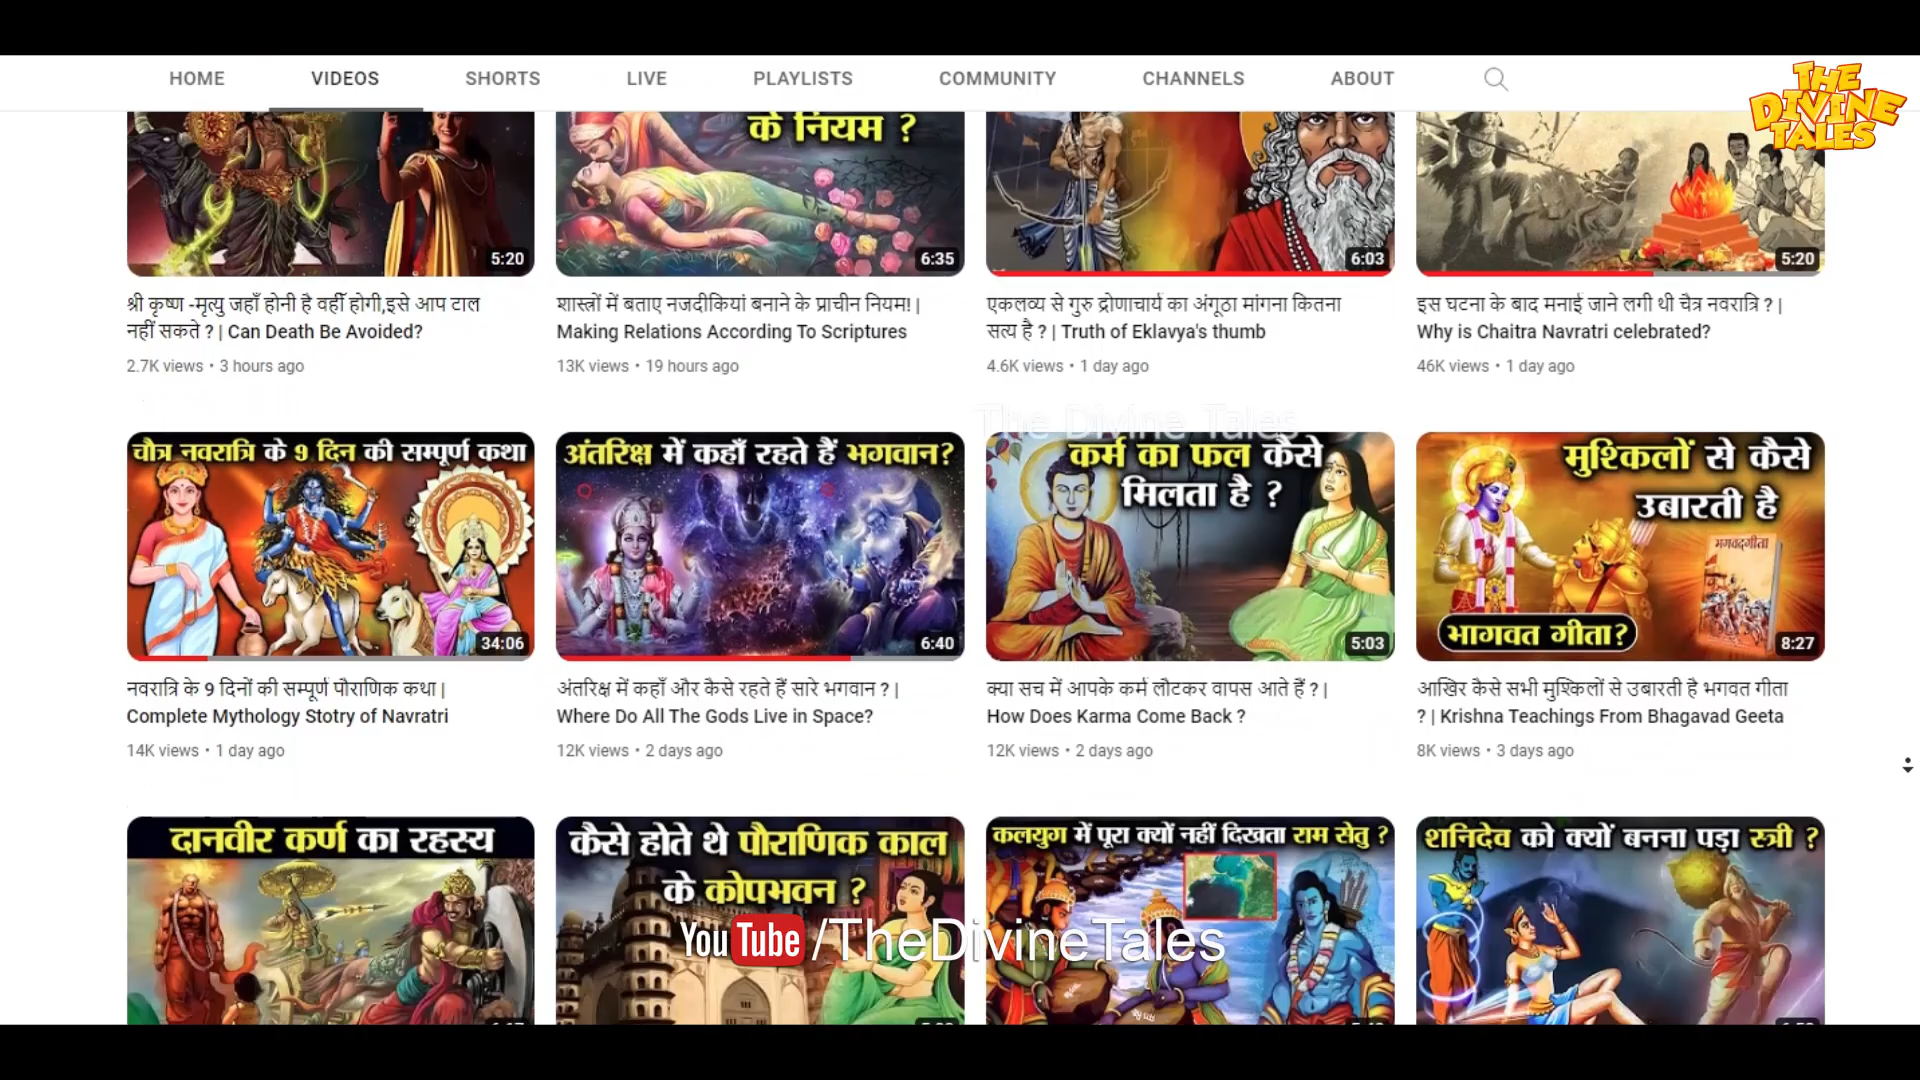 HOME VIDEOS SHORTS LIVE PLAYLISTS COMMUNITY CHANNELS ABOUT
THE
DIVINE
TALES
के नियम ?
5:20
6:35
6:03
5:20
श्री कृष्ण -मृत्यु जहाँ होनी है वहीँ होगी,इसे आप टाल
नहीं सकते ? | Can Death Be Avoided?
2.7K views • 3 hours ago
शास्त्रों में बताए नजदीकियां बनाने के प्राचीन नियम! |
Making Relations According To Scriptures
13K views • 19 hours ago
एकलव्य से गुरु द्रोणाचार्य का अंगूठा मांगना कितना
सत्य है ? | Truth of Eklavya's thumb
4.6K views • 1 day ago
इस घटना के बाद मनाई जाने लगी थी चैत्र नवरात्रि ? |
Why is Chaitra Navratri celebrated?
46K views • 1 day ago
The Divine Tales
चौत्र नवरात्रि के 9 दिन की सम्पूर्ण कथा
34:06
अंतरिक्ष में कहाँ रहते हैं भगवान?
6:40
कर्म का फल कैसे
मिलता है ?
5:03
मुश्किलों से कैसे
उबारती है
भगवद्गीता
भागवत गीता?
8:27
नवरात्रि के 9 दिनों की सम्पूर्ण पौराणिक कथा |
Complete Mythology Stotry of Navratri
14K views • 1 day ago
अंतरिक्ष में कहाँ और कैसे रहते हैं सारे भगवान ? |
Where Do All The Gods Live in Space?
12K views • 2 days ago
क्या सच में आपके कर्म लौटकर वापस आते हैं ? |
How Does Karma Come Back ?
12K views • 2 days ago
आखिर कैसे सभी मुश्किलों से उबारती है भगवत गीता
? | Krishna Teachings From Bhagavad Geeta
8K views • 3 days ago
दानवीर कर्ण का रहस्य
कैसे होते थे पौराणिक काल
के कोपभवन ?
कलयुग में पूरा क्यों नहीं दिखता राम सेतु ?
शनिदेव को क्यों बनना पड़ा स्त्री ?
YouTube /TheDivineTales